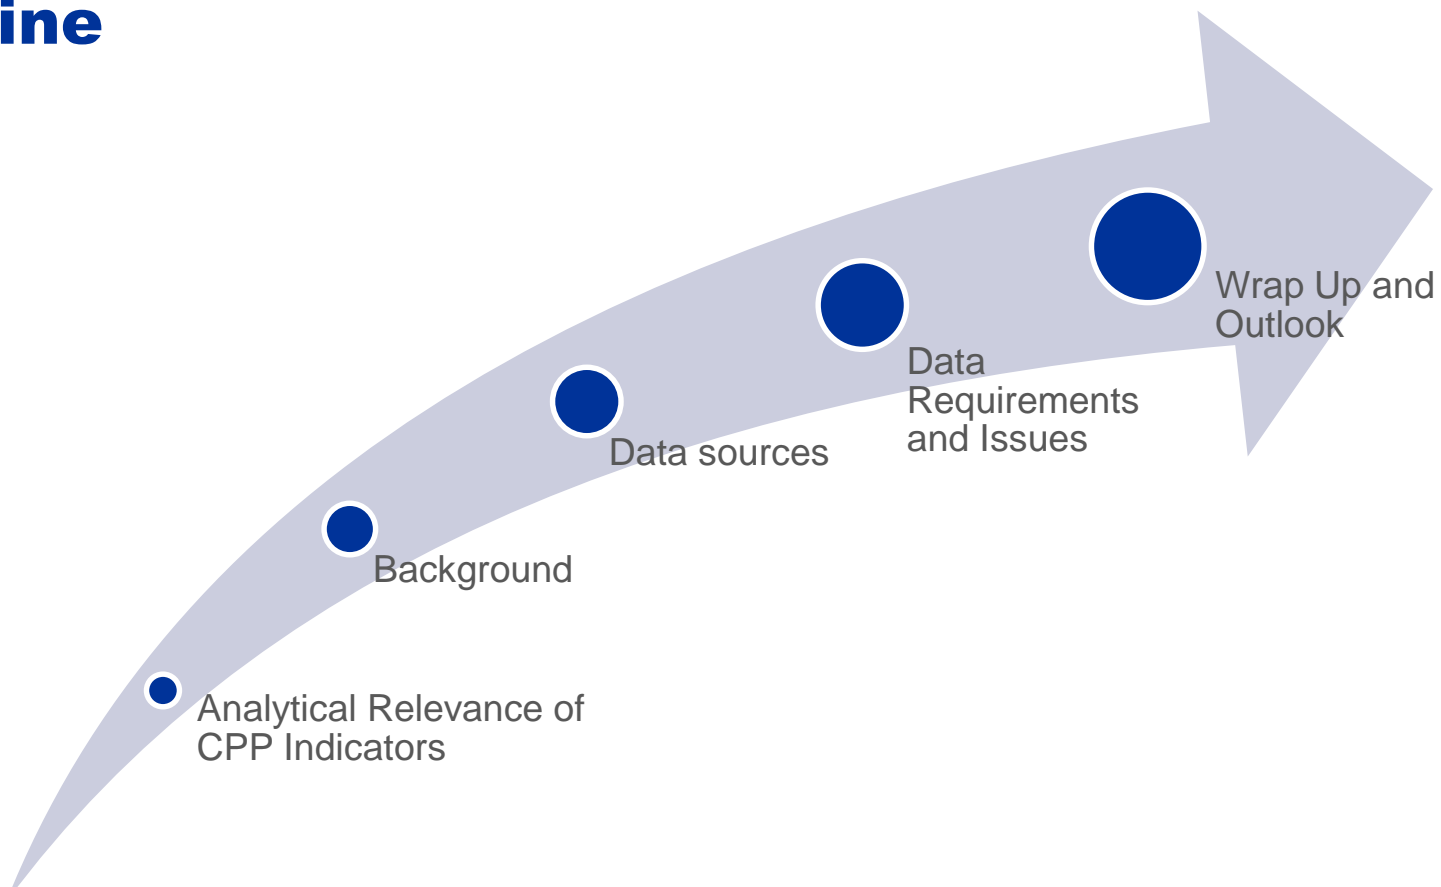 ine
Analytical Relevance of
CPP Indicators
Background
Data sources
Data
Requirements
and Issues
Wrap Up and
Outlook